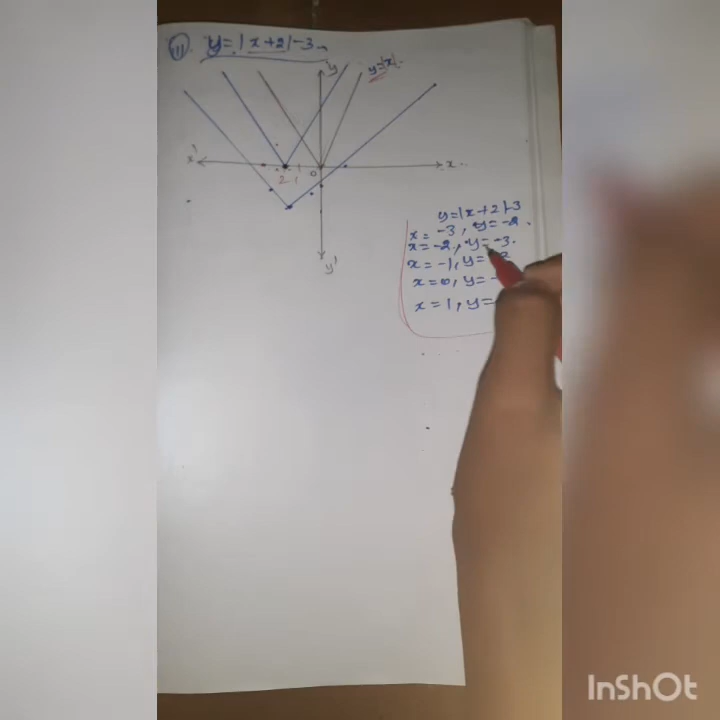 (iii) y = |x+2| - 3
y
y=|x|
x'
x
2 -1
0
y'
y=|x+2|-3
x = -3, y = -2
x = -2, y = -3
x = -1, y =
x = 0, y = -
x = 1, y =
InShOt